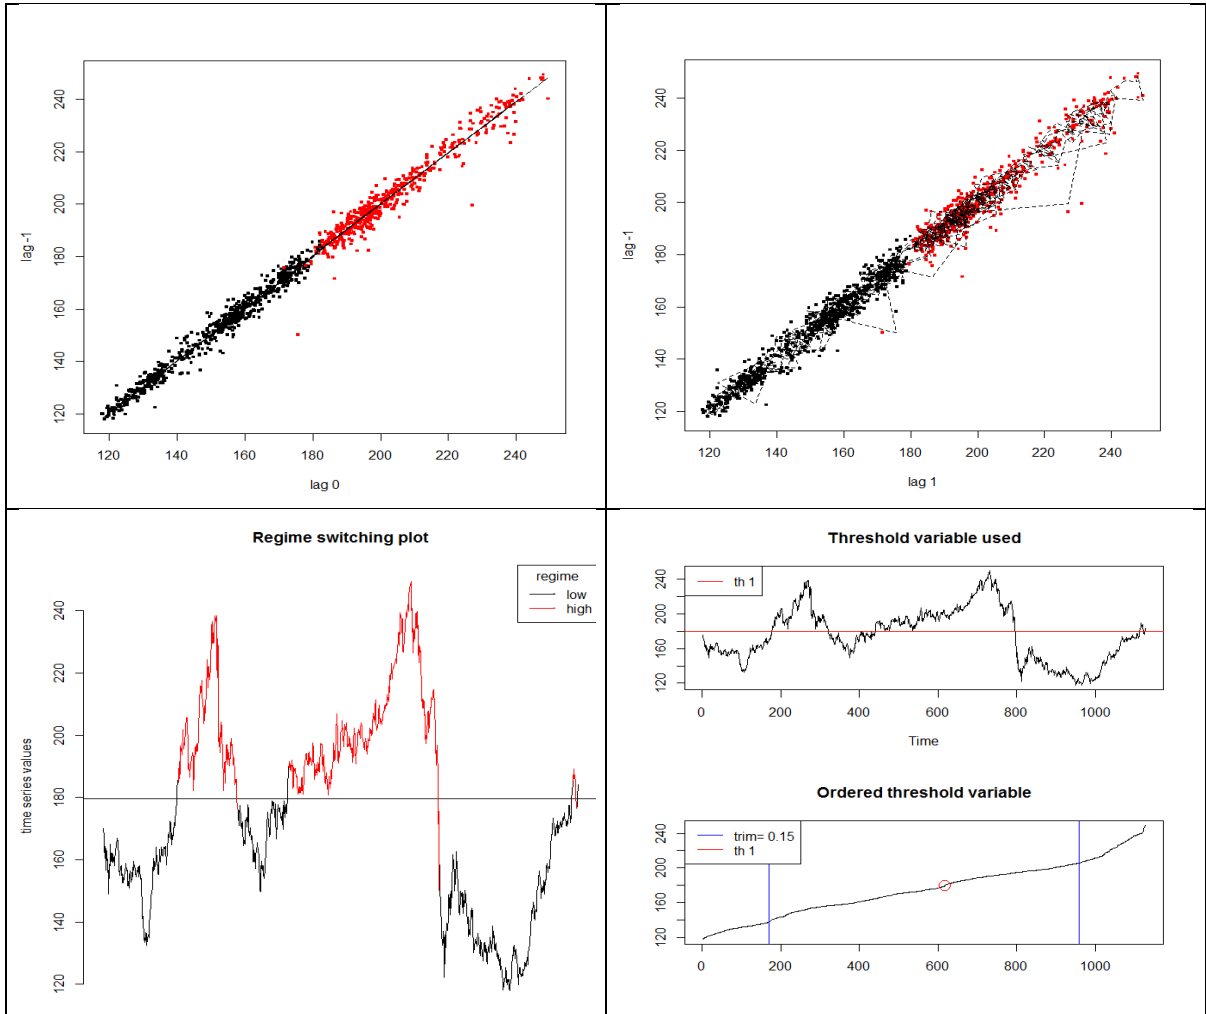 240
220
200
180
160
140
120
lag -1
120 140 160 180 200 220 240
lag 0
240
220
200
180
160
140
120
lag -1
120 140 160 180 200 220 240
lag 1
Regime switching plot
regime
low
high
240
220
200
180
160
140
120
time series values
Threshold variable used
th 1
240
200
160
120
0 200 400 600 800 1000
Time
Ordered threshold variable
trim= 0.15
th 1
240
200
160
120
0 200 400 600 800 1000